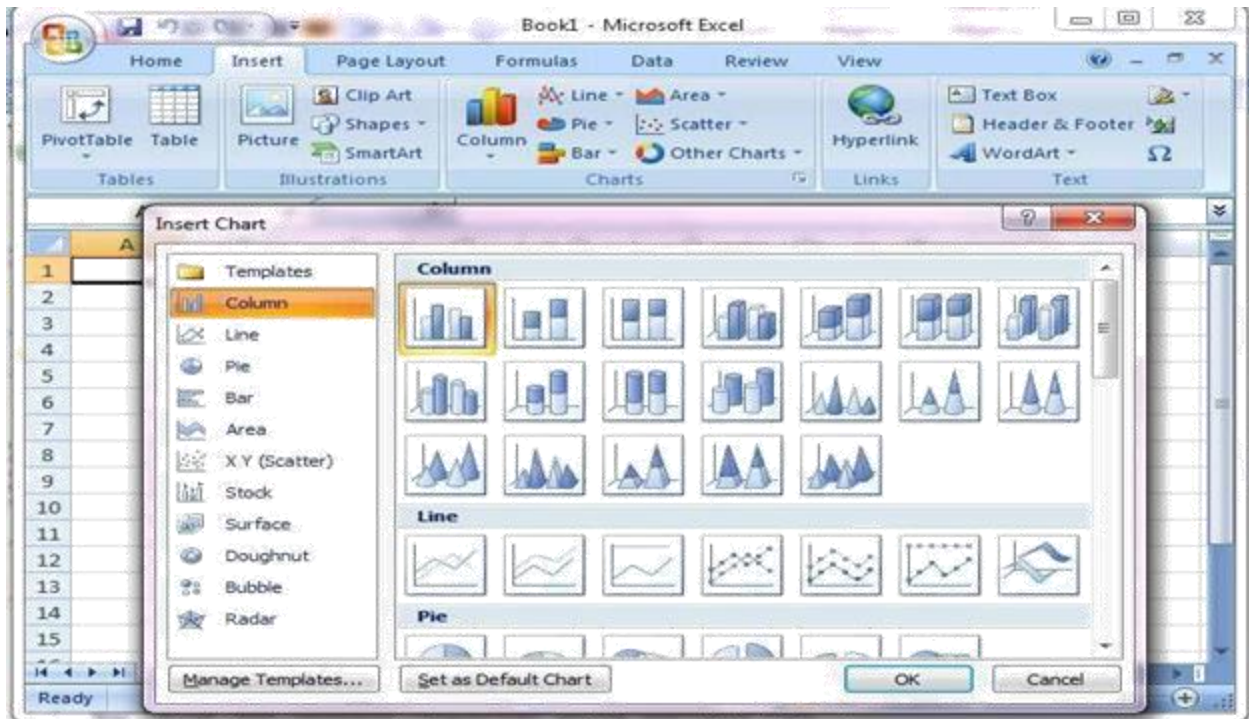 Book1 - Microsoft Excel
Home Insert Page Layout Formulas Data Review View
PivotTable Table Picture Clip Art Shapes SmartArt Column Line Area Pie Scatter Bar Other Charts Hyperlink Text Box Header & Footer WordArt Ω
Tables Illustrations Charts Links Text
Insert Chart
A
1
2
3
4
5
6
7
8
9
10
11
12
13
14
15
Templates
Column
Line
Pie
Bar
Area
X Y (Scatter)
Stock
Surface
Doughnut
Bubble
Radar
Column
Line
Pie
Manage Templates... Set as Default Chart OK Cancel
Ready